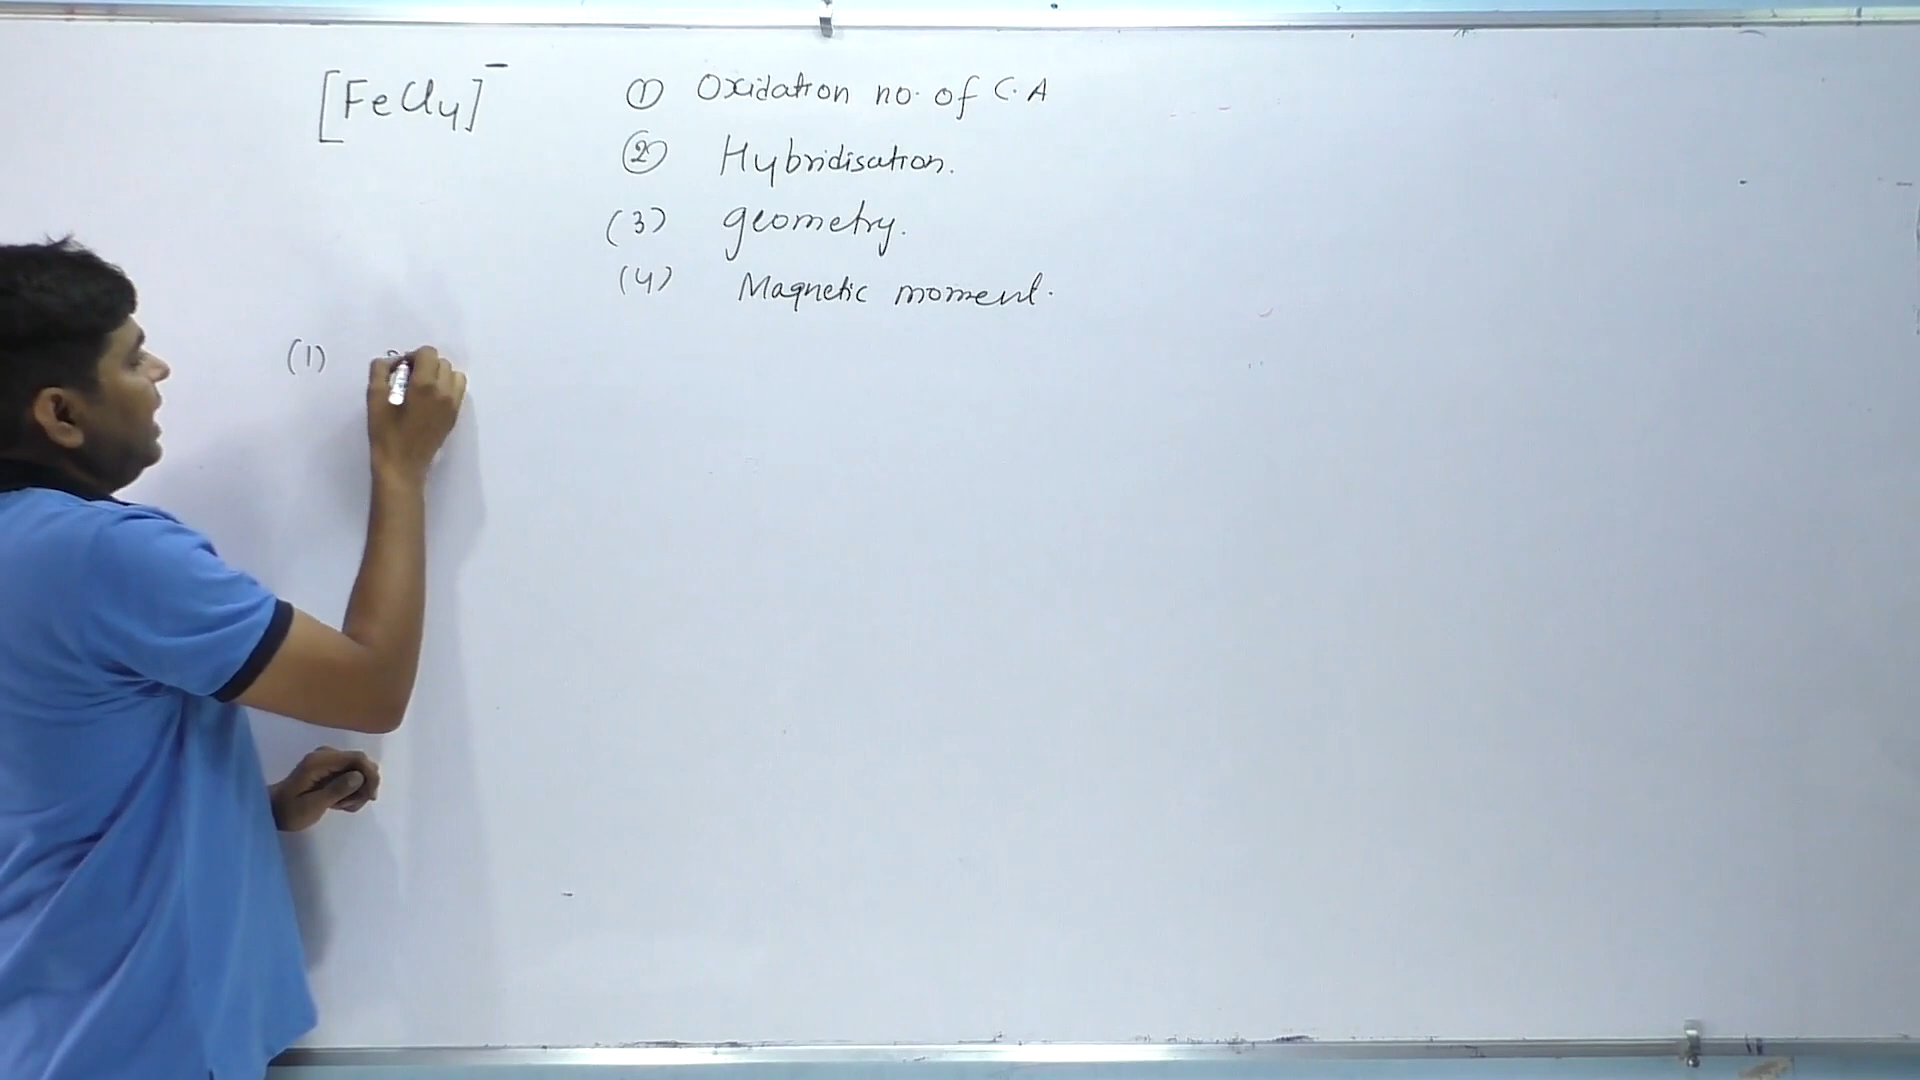 [FeCl4]⁻
① Oxidation no. of C.A
② Hybridisation.
(3) geometry.
(4) Magnetic moment.
(1)